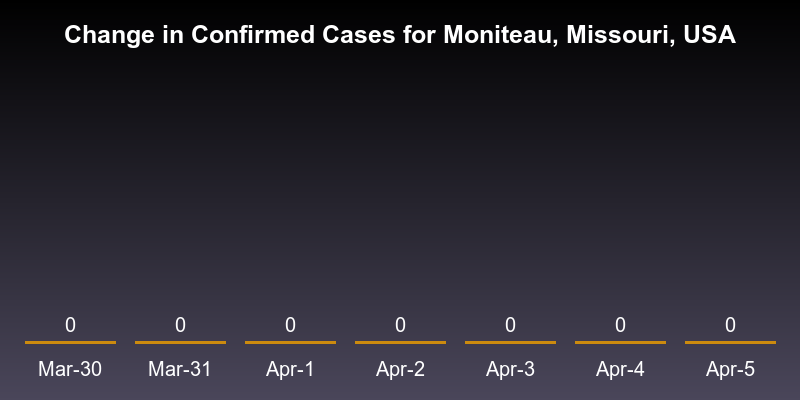 Change in Confirmed Cases for Moniteau, Missouri, USA
0 0 0 0 0 0 0
Mar-30 Mar-31 Apr-1 Apr-2 Apr-3 Apr-4 Apr-5